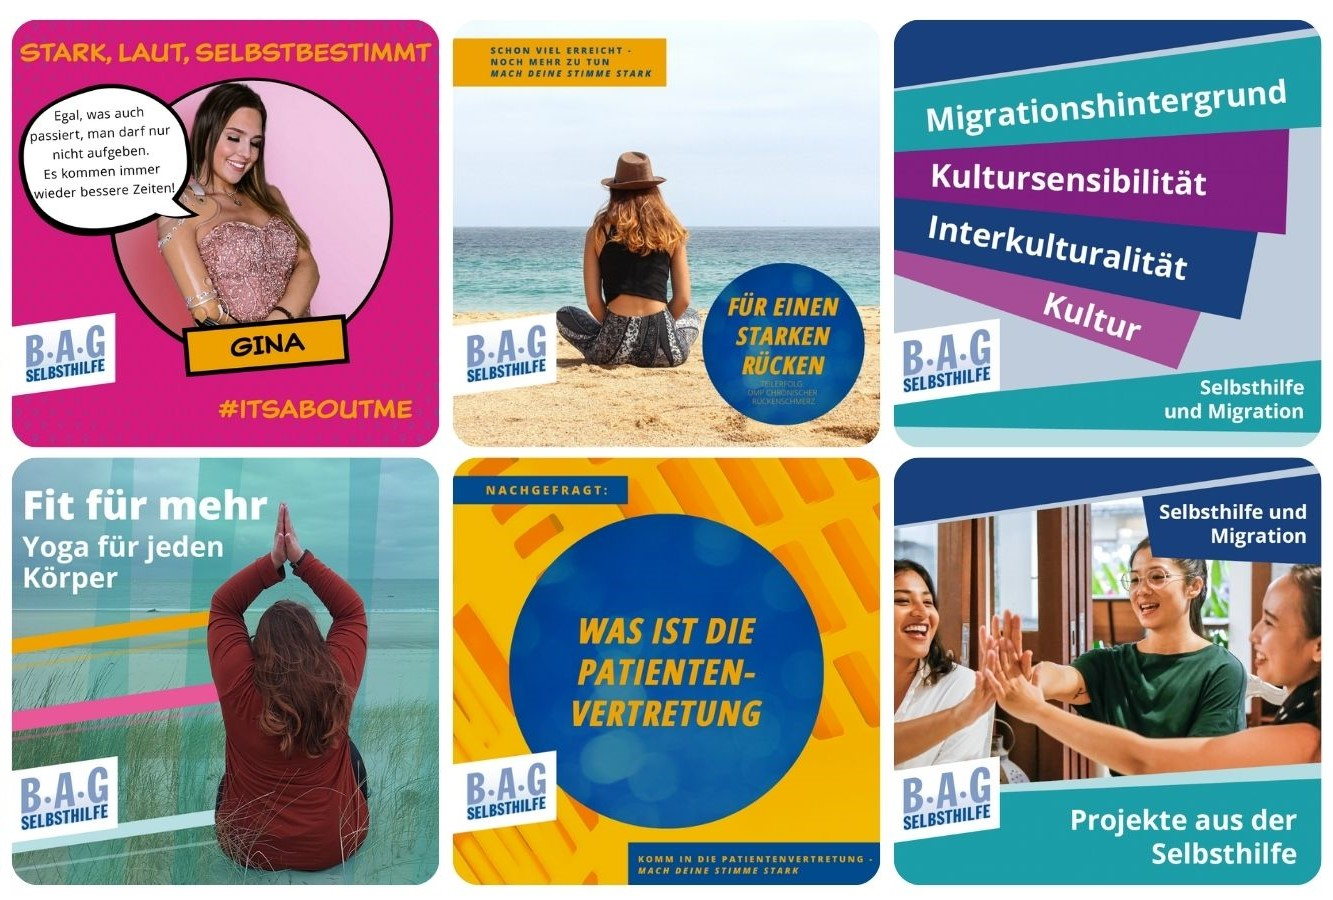 STARK, LAUT, SELBSTBESTIMMT
Egal, was auch
passiert, man darf nur
nicht aufgeben.
Es kommen immer
wieder bessere Zeiten!
GINA
B.A.G
SELBSTHILFE
#ITSABOUTME
SCHON VIEL ERREICHT -
NOCH MEHR ZU TUN
MACH DEINE STIMME STARK
FÜR EINEN
STARKEN
RÜCKEN
TEILERFOLG
DMP CHRONISCHER
RÜCKENSCHMERZ
B.A.G
SELBSTHILFE
Migrationshintergrund
Kultursensibilität
Interkulturalität
Kultur
B.A.G
SELBSTHILFE
Selbsthilfe
und Migration
Fit für mehr
Yoga für jeden
Körper
B.A.G
SELBSTHILFE
NACHGEFRAGT:
WAS IST DIE
PATIENTEN-
VERTRETUNG
B.A.G
SELBSTHILFE
KOMM IN DIE PATIENTENVERTRETUNG -
MACH DEINE STIMME STARK
Selbsthilfe und
Migration
B.A.G
SELBSTHILFE
Projekte aus der
Selbsthilfe